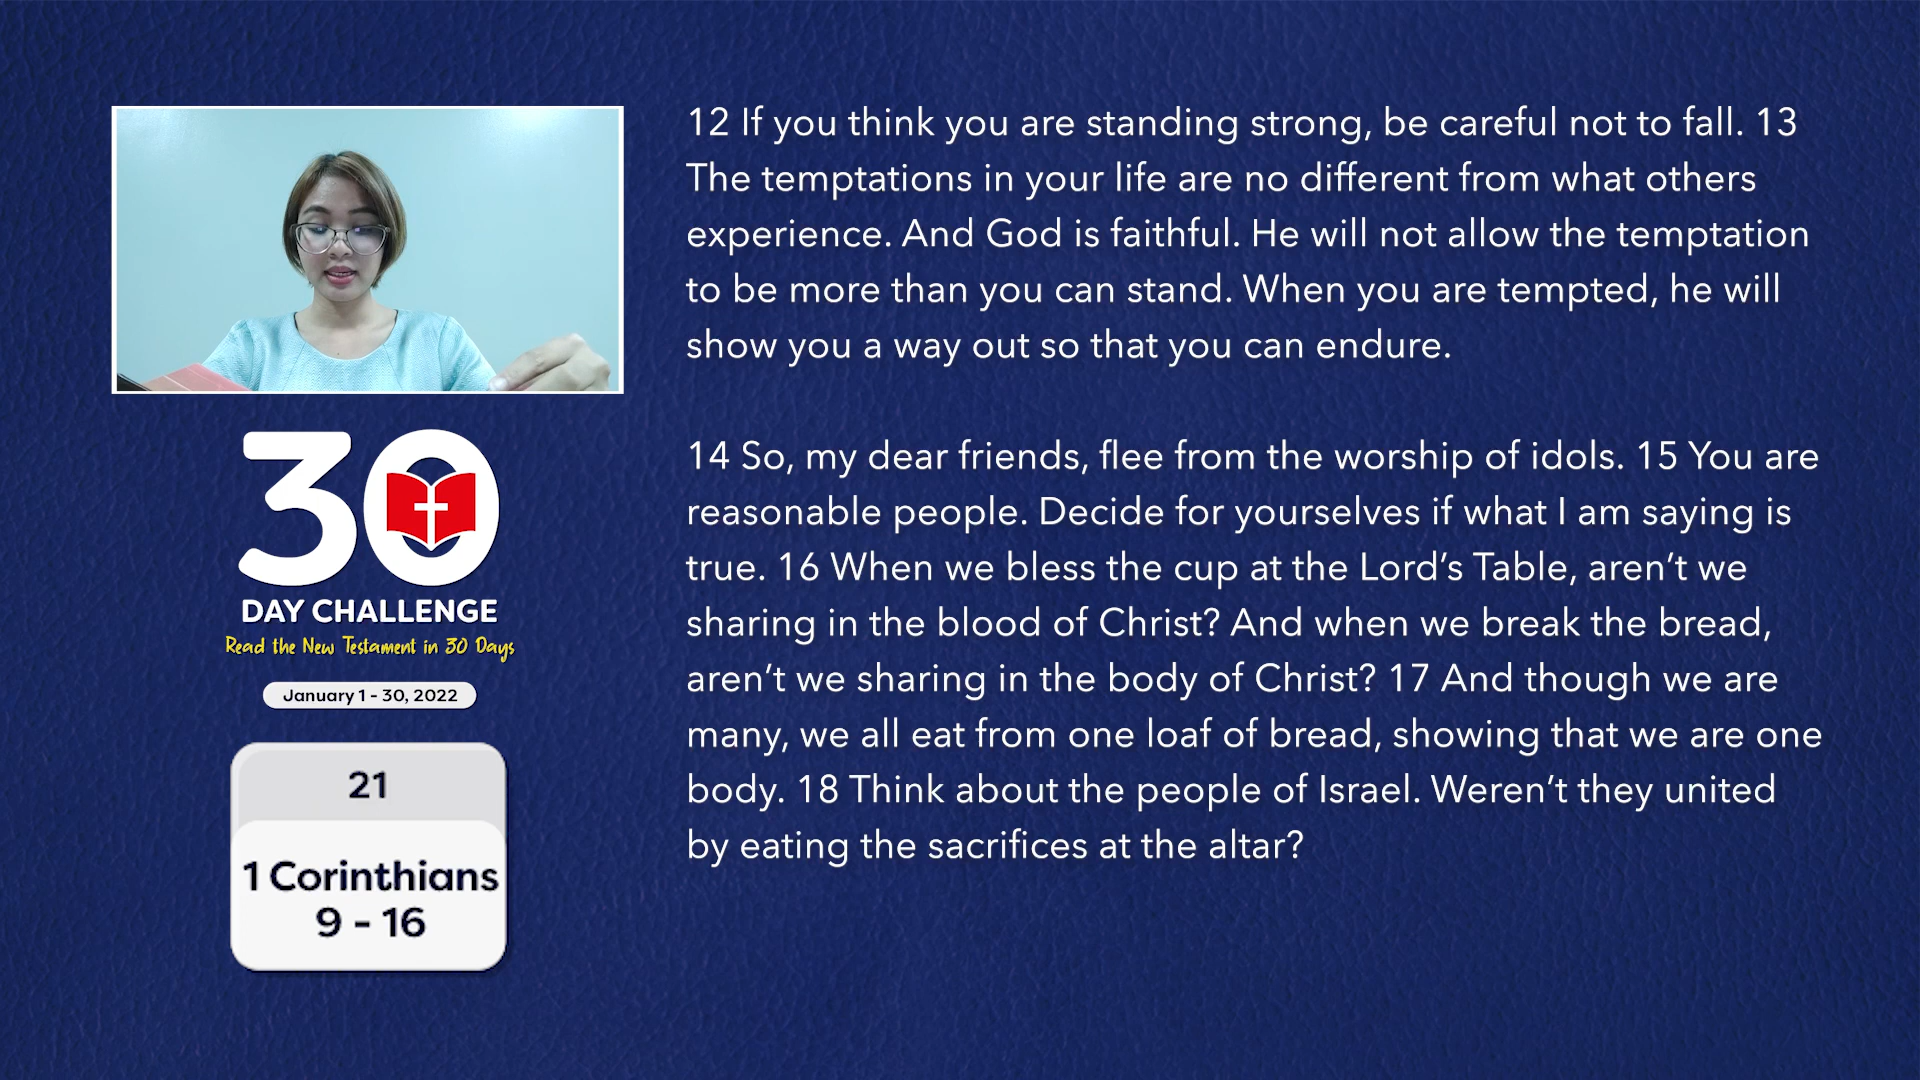 12 If you think you are standing strong, be careful not to fall. 13
The temptations in your life are no different from what others
experience. And God is faithful. He will not allow the temptation
to be more than you can stand. When you are tempted, he will
show you a way out so that you can endure.
14 So, my dear friends, flee from the worship of idols. 15 You are
reasonable people. Decide for yourselves if what I am saying is
true. 16 When we bless the cup at the Lord’s Table, aren’t we
sharing in the blood of Christ? And when we break the bread,
aren’t we sharing in the body of Christ? 17 And though we are
many, we all eat from one loaf of bread, showing that we are one
body. 18 Think about the people of Israel. Weren’t they united
by eating the sacrifices at the altar?
30
DAY CHALLENGE
Read the New Testament in 30 Days
January 1 - 30, 2022
21
1 Corinthians
9 - 16